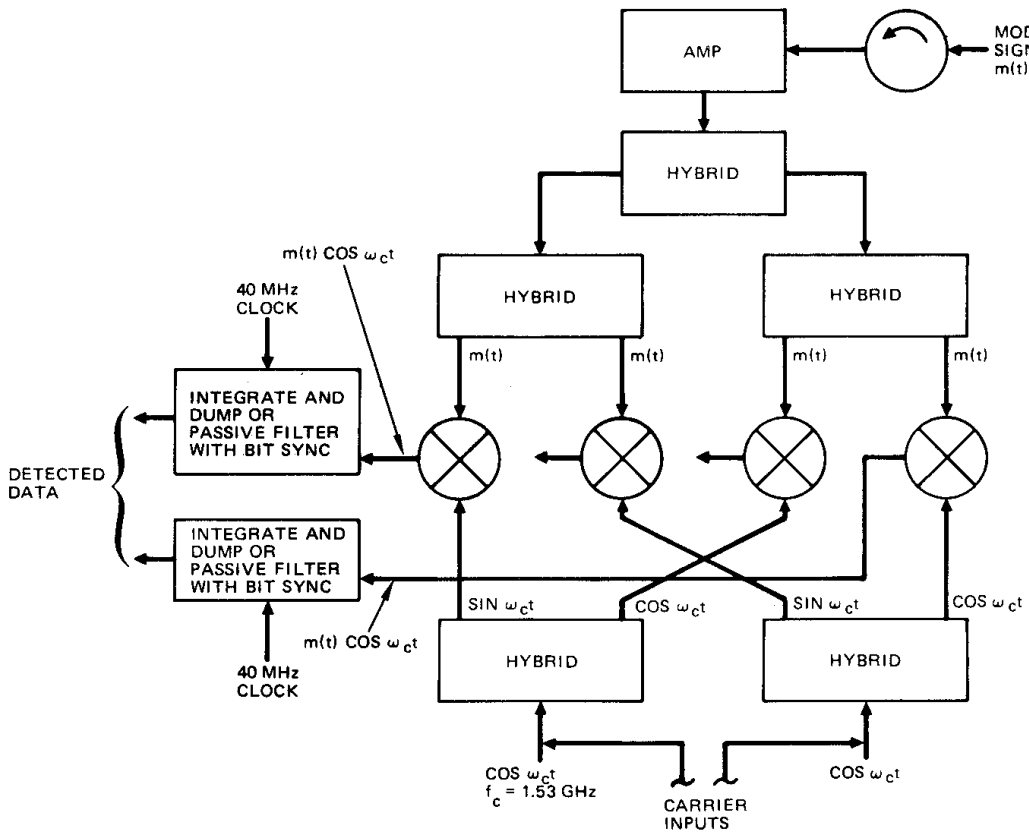 AMP
MOD
SIGN
m(t)
HYBRID
m(t) COS ωct
HYBRID
HYBRID
40 MHz
CLOCK
m(t)
m(t)
m(t)
m(t)
INTEGRATE AND
DUMP OR
PASSIVE FILTER
WITH BIT SYNC
DETECTED
DATA
INTEGRATE AND
DUMP OR
PASSIVE FILTER
WITH BIT SYNC
SIN ωct
COS ωct
SIN ωct
COS ωct
m(t) COS ωct
HYBRID
HYBRID
40 MHz
CLOCK
COS ωct
fc = 1.53 GHz
COS ωct
CARRIER
INPUTS